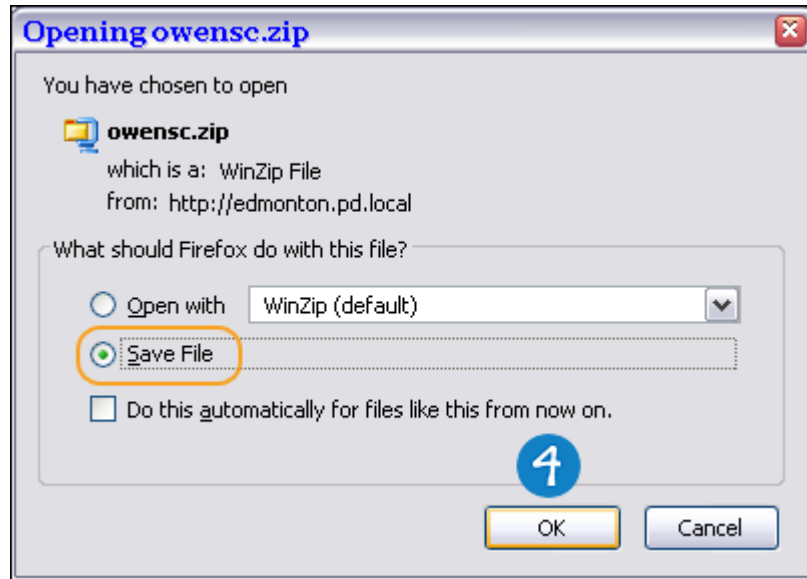 Opening owensc.zip
You have chosen to open
owensc.zip
which is a: WinZip File
from: http://edmonton.pd.local
What should Firefox do with this file?
Open with WinZip (default)
Save File
Do this automatically for files like this from now on.
4
OK Cancel